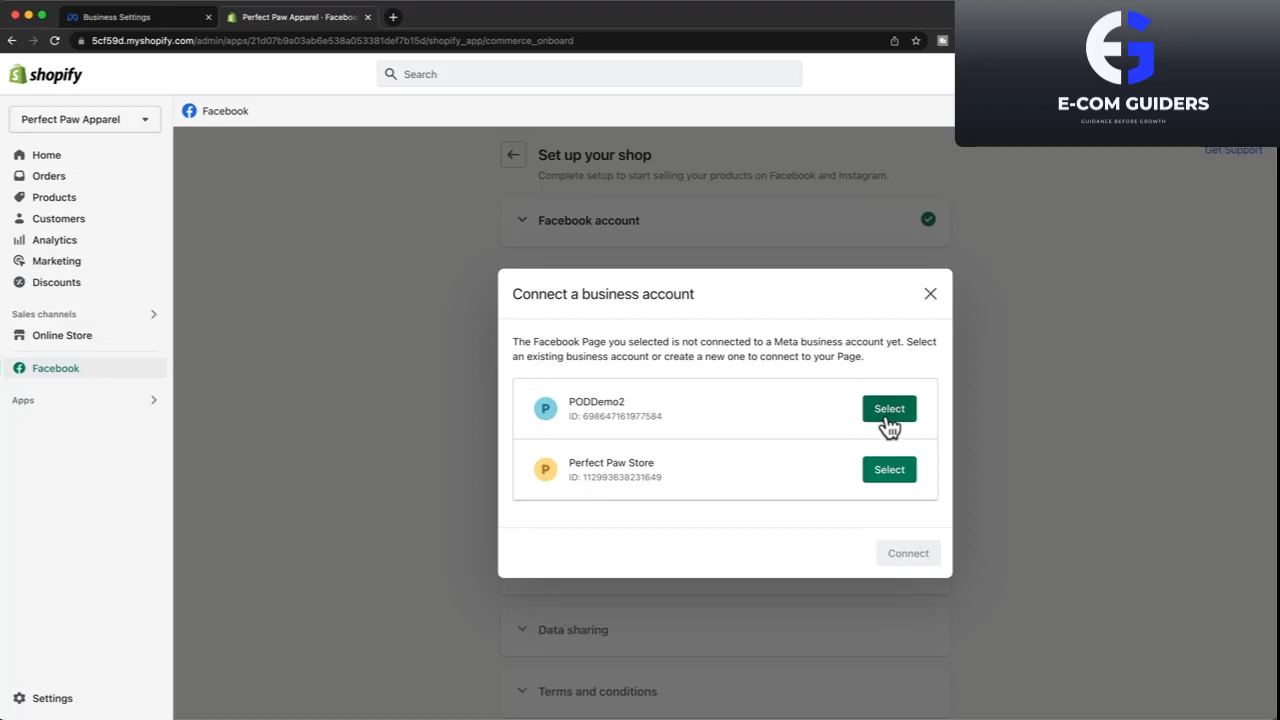 Business Settings
Perfect Paw Apparel - Facebo
5cf59d.myshopify.com/admin/apps/21d07b9a03ab6e538a053381def7b15d/shopify_app/commerce_onboard
shopify
Search
EG
E-COM GUIDERS
GUIDANCE BEFORE GROWTH
Perfect Paw Apparel
Facebook
Get Support
Home
Orders
Products
Customers
Analytics
Marketing
Discounts
Sales channels
Online Store
Facebook
Apps
Settings
Set up your shop
Complete setup to start selling your products on Facebook and Instagram.
Facebook account
Connect a business account
The Facebook Page you selected is not connected to a Meta business account yet. Select
an existing business account or create a new one to connect to your Page.
P
PODDemo2
ID: 698647161977584
Select
P
Perfect Paw Store
ID: 112993638231649
Select
Connect
Data sharing
Terms and conditions